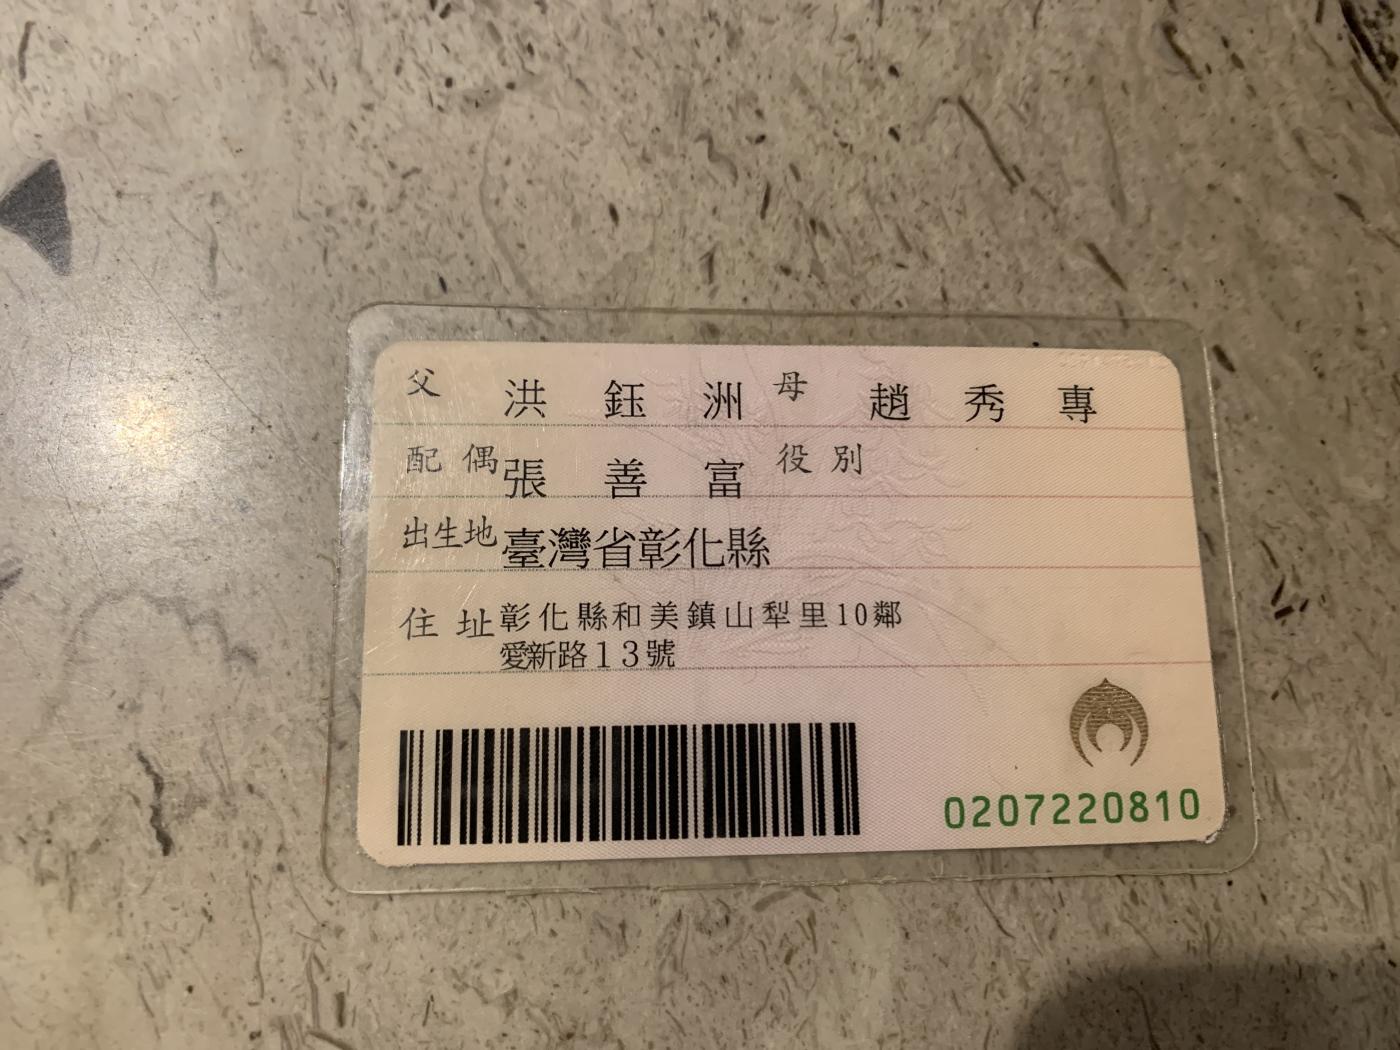 父 洪鈺洲 母 趙秀專
配偶 張善富 役別
出生地 臺灣省彰化縣
住址 彰化縣和美鎮山犁里10鄰
愛新路13號
0207220810